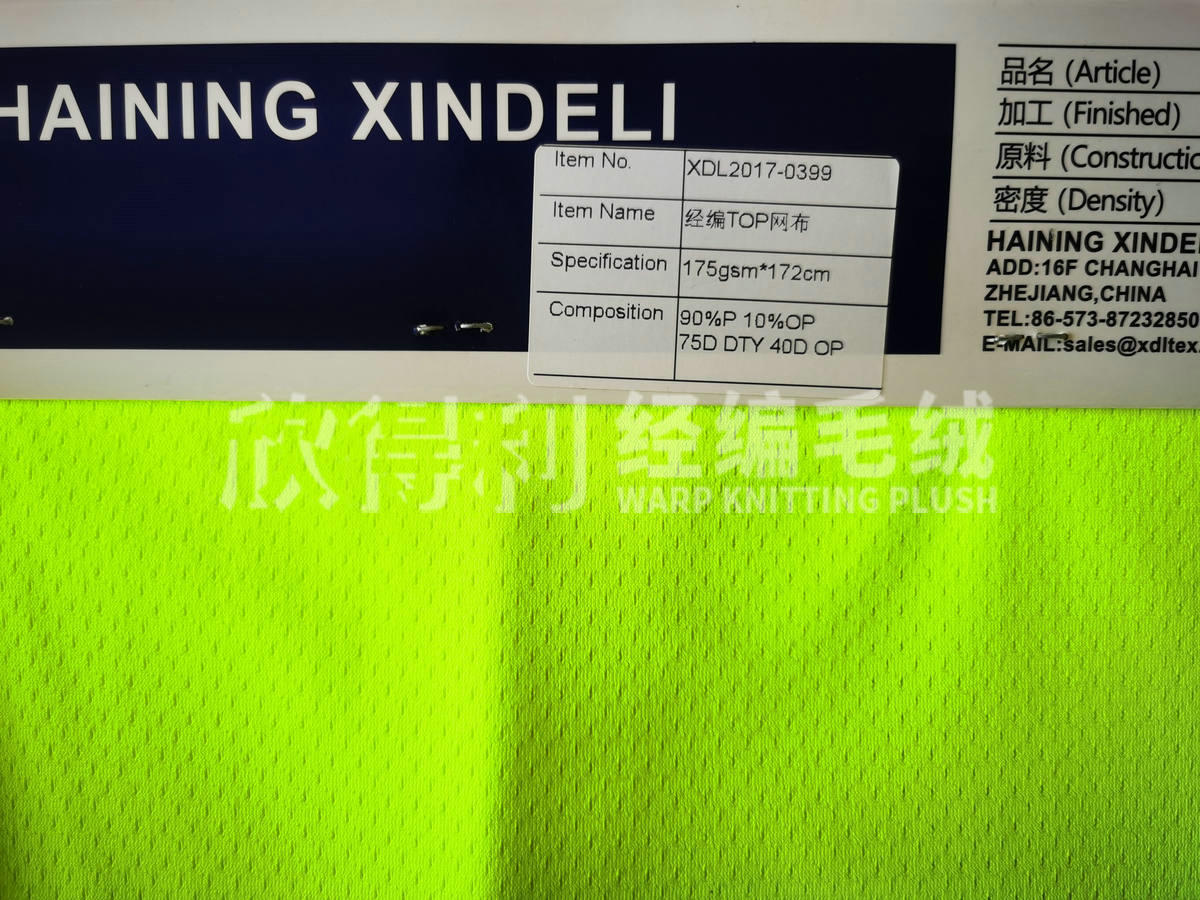 HAINING XINDELI
Item No. XDL2017-0399
Item Name 经编TOP网布
Specification 175gsm*172cm
Composition 90%P 10%OP
75D DTY 40D OP
品名 (Article)
加工 (Finished)
原料 (Constructio
密度 (Density)
HAINING XINDE
ADD:16F CHANGHAI
ZHEJIANG,CHINA
TEL:86-573-87232850
E-MAIL:sales@xdltex.
欣得利 经编毛绒
WARP KNITTING PLUSH